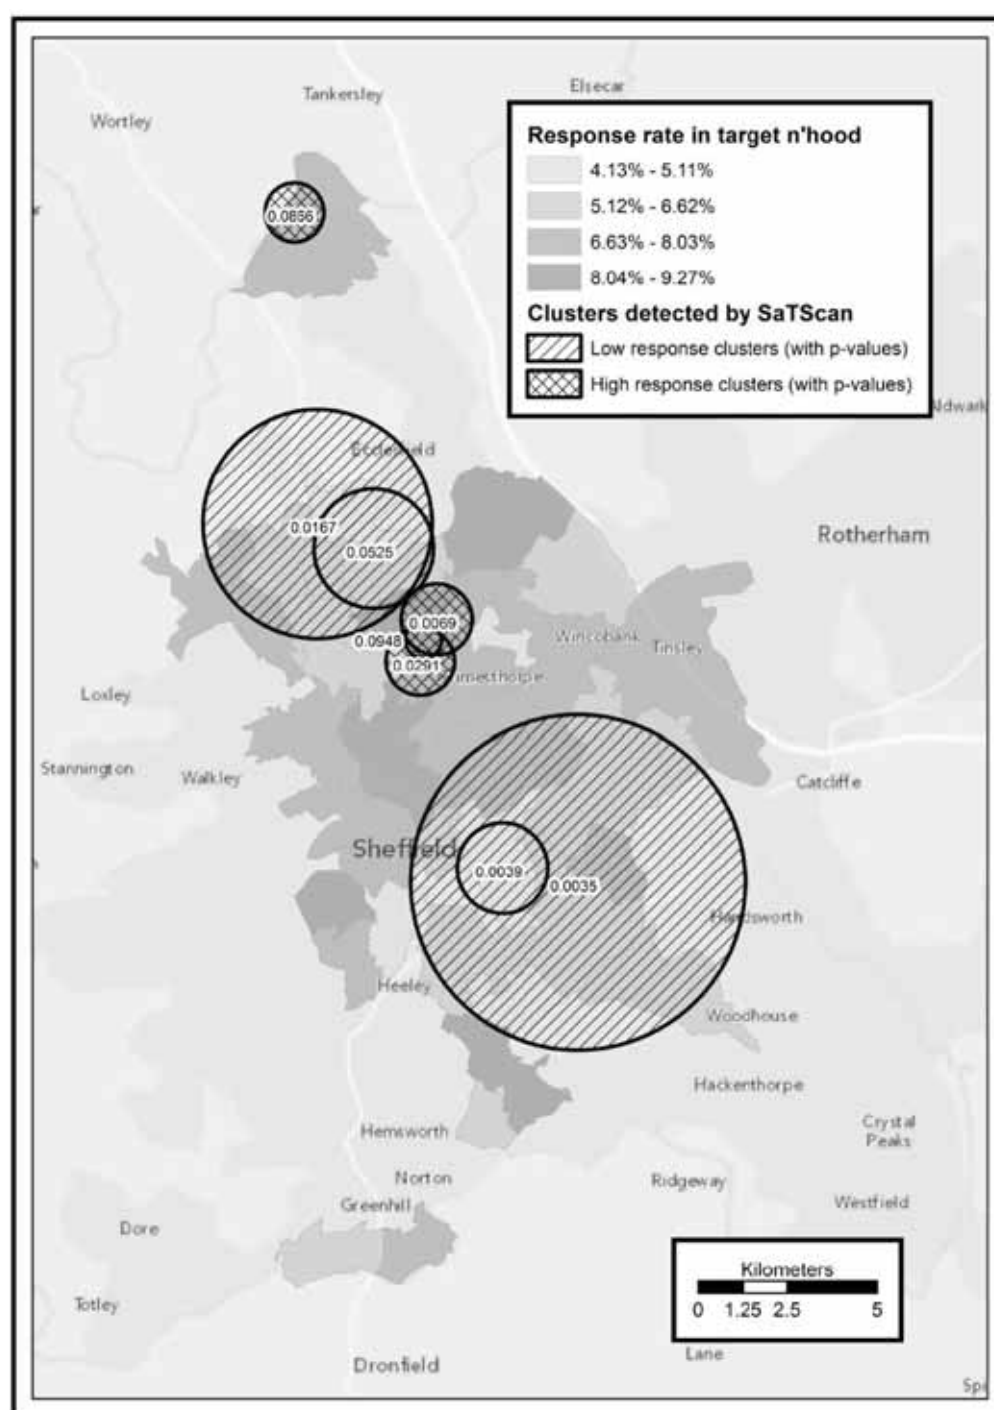 Elsecar
Tankersley
Wortley
Response rate in target n'hood
4.13% - 5.11%
5.12% - 6.62%
6.63% - 8.03%
8.04% - 9.27%
Clusters detected by SaTScan
Low response clusters (with p-values)
High response clusters (with p-values)
0.0856
Aldwark
Ecclesfield
0.0167
0.0525
Rotherham
0.0069
0.0948
0.0291
Wincobank
Tinsley
Loxley
Stannington
Walkley
Catcliffe
Sheffield
0.0039
0.0035
Handsworth
Heeley
Woodhouse
Hackenthorpe
Hemsworth
Crystal
Peaks
Norton
Ridgeway
Greenhill
Westfield
Dore
Totley
Kilometers
0 1.25 2.5 5
Lane
Dronfield